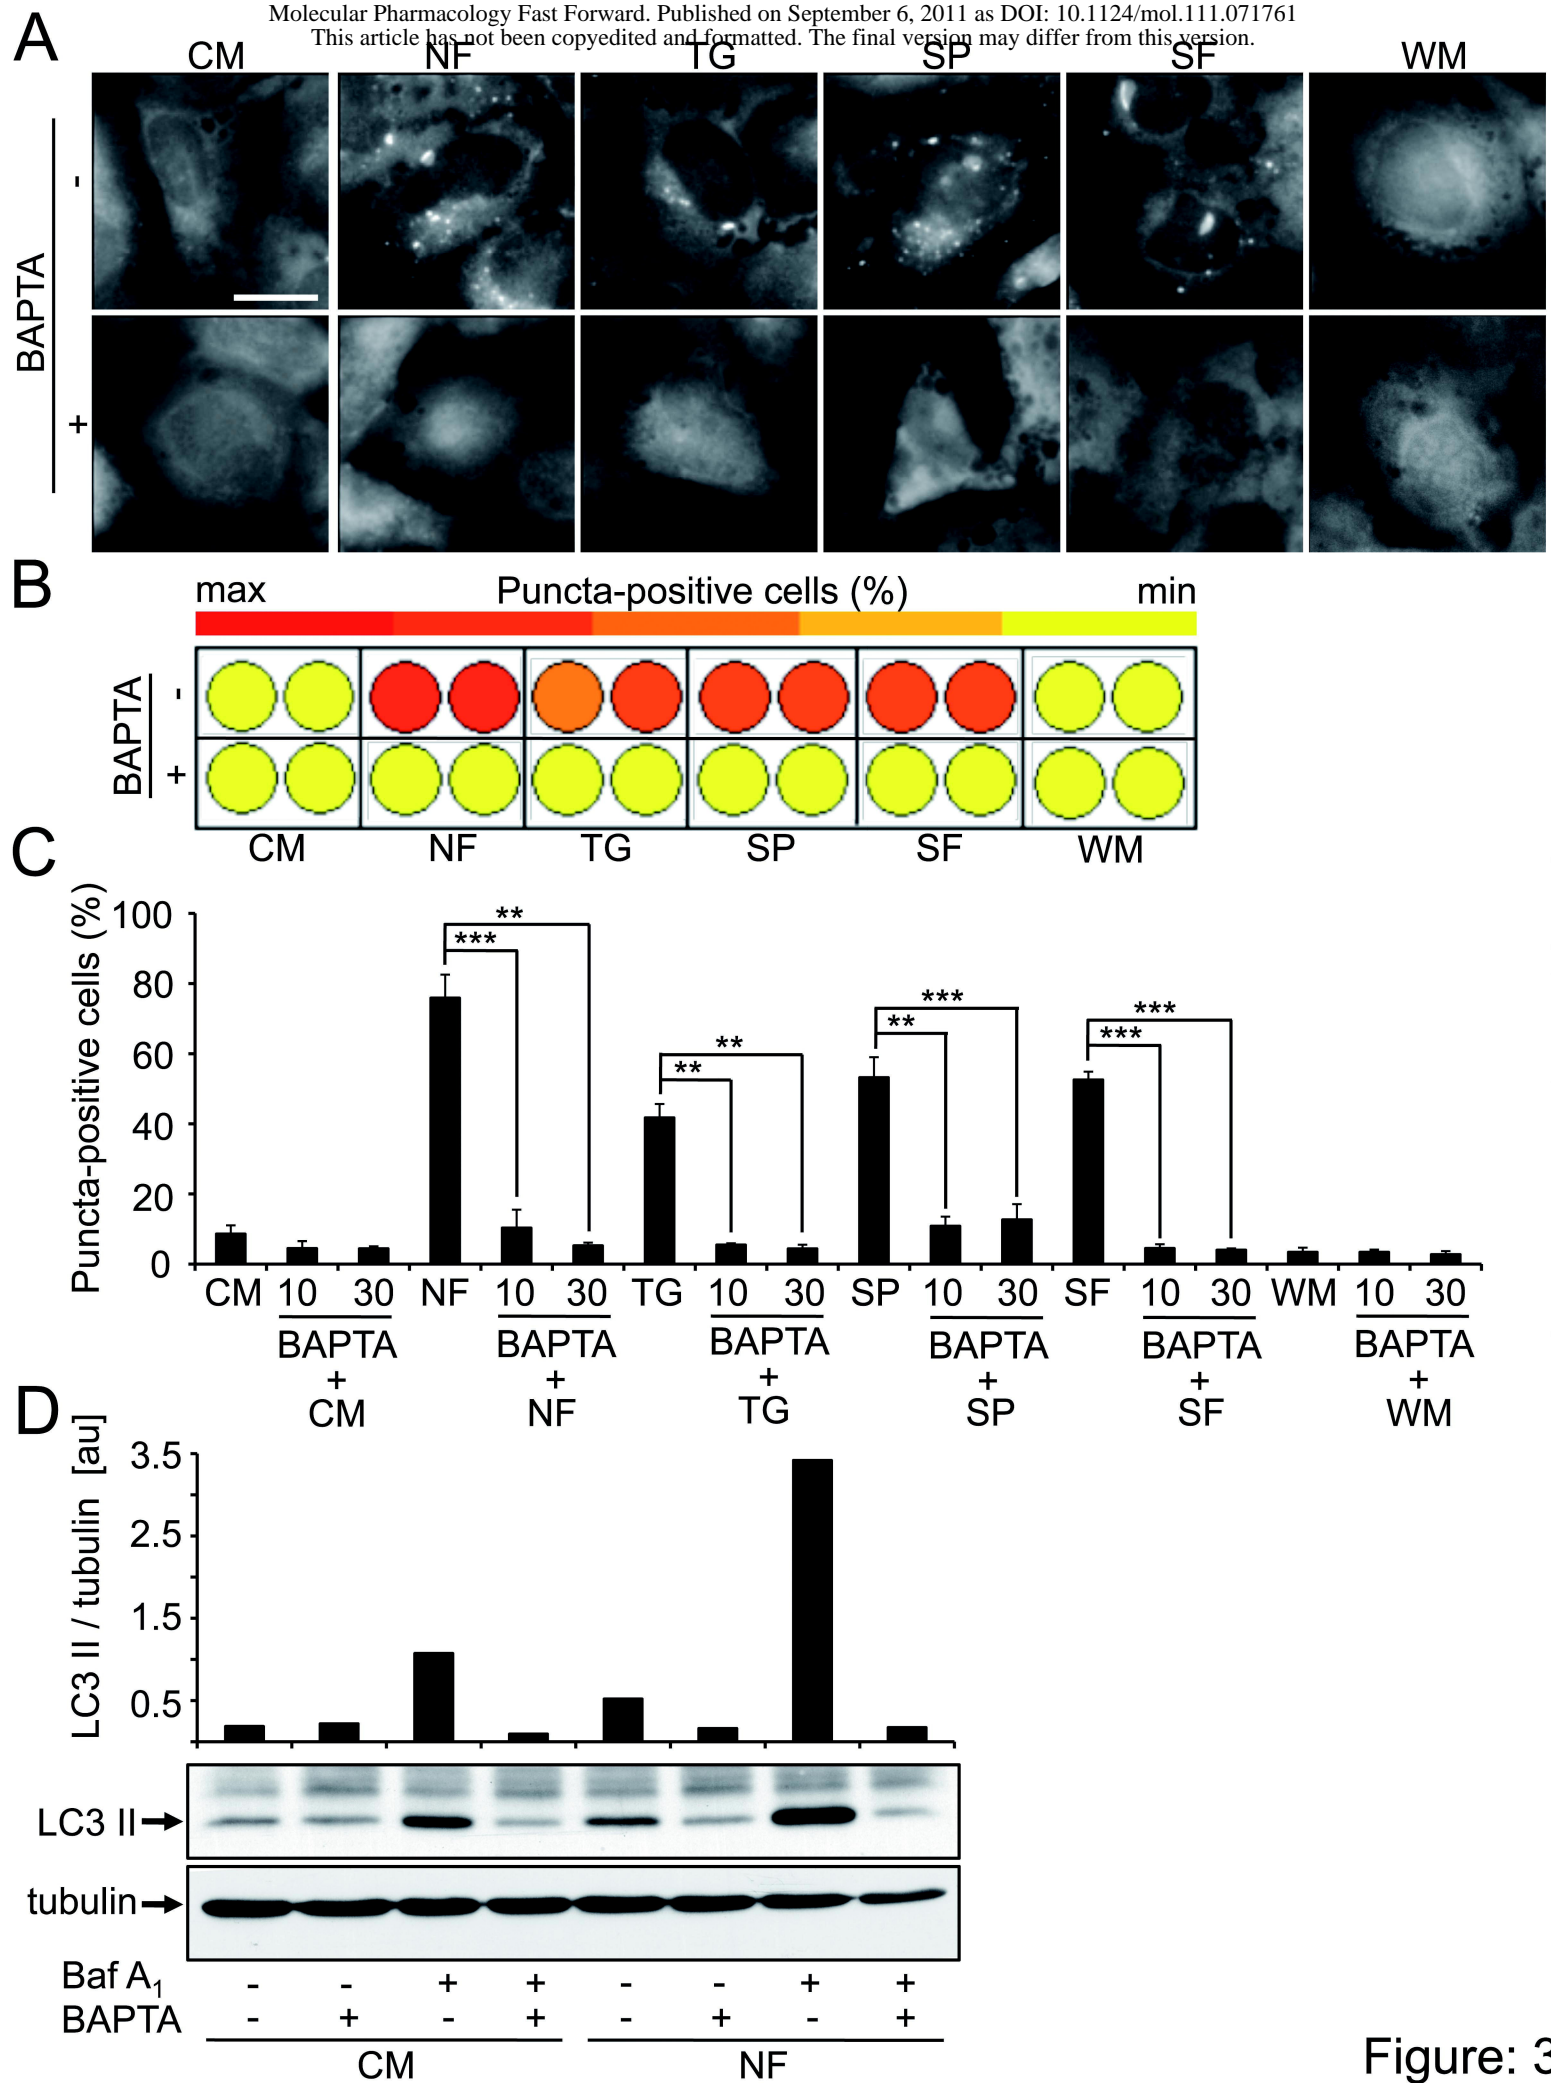 Molecular Pharmacology Fast Forward. Published on September 6, 2011 as DOI: 10.1124/mol.111.071761
This article has not been copyedited and formatted. The final version may differ from this version.
A
CM NF TG SP SF WM
BAPTA
-
+
B
max Puncta-positive cells (%) min
BAPTA
-
+
CM NF TG SP SF WM
C
Puncta-positive cells (%)
100
80
60
40
20
0
** *** ** ** *** ** *** ***
CM 10 30 NF 10 30 TG 10 30 SP 10 30 SF 10 30 WM 10 30
BAPTA BAPTA BAPTA BAPTA BAPTA BAPTA
+ + + + + +
CM NF TG SP SF WM
D
LC3 II / tubulin [au]
3.5
2.5
1.5
0.5
LC3 II
tubulin
Baf A1 - - + + - - + +
BAPTA - + - + - + - +
CM NF
Figure: 3